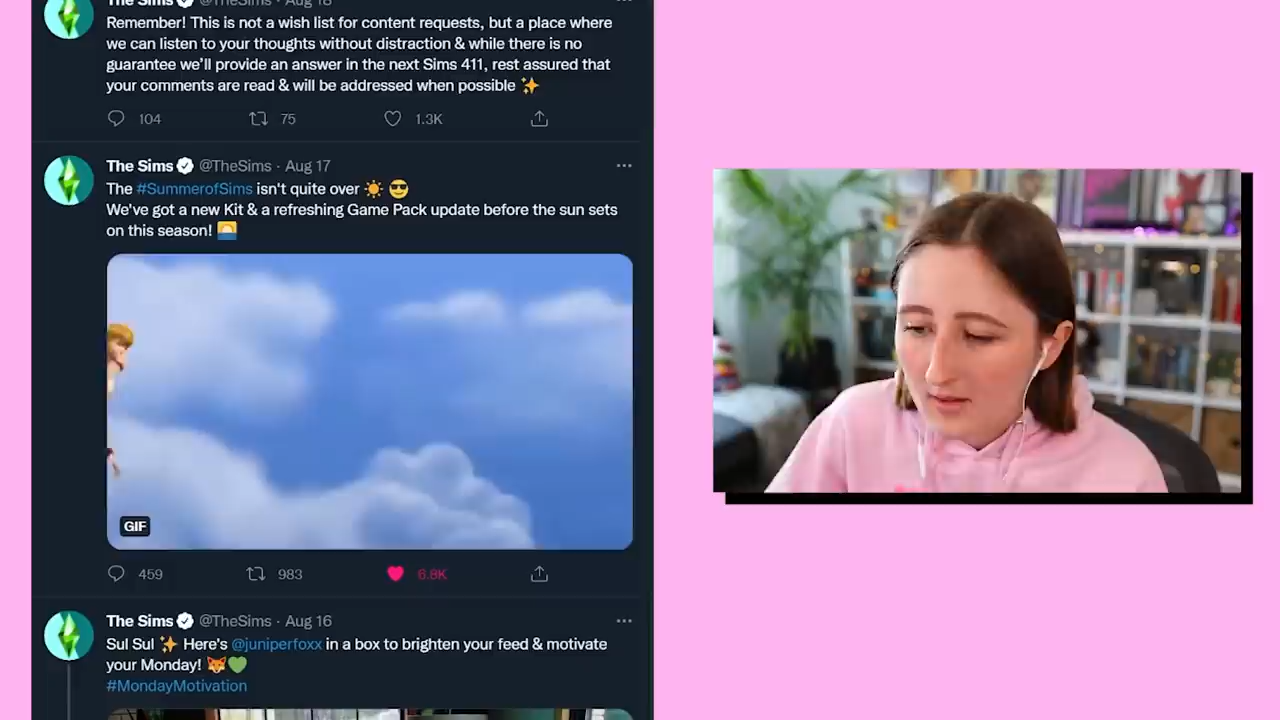 The Sims @TheSims · Aug 18
Remember! This is not a wish list for content requests, but a place where
we can listen to your thoughts without distraction & while there is no
guarantee we'll provide an answer in the next Sims 411, rest assured that
your comments are read & will be addressed when possible ✨
104 75 1.3K
The Sims @TheSims · Aug 17
The #SummerofSims isn't quite over ☀️ 😎
We've got a new Kit & a refreshing Game Pack update before the sun sets
on this season! 🌅
GIF
459 983 6.8K
The Sims @TheSims · Aug 16
Sul Sul ✨ Here's @juniperfoxx in a box to brighten your feed & motivate
your Monday! 🦊💚
#MondayMotivation